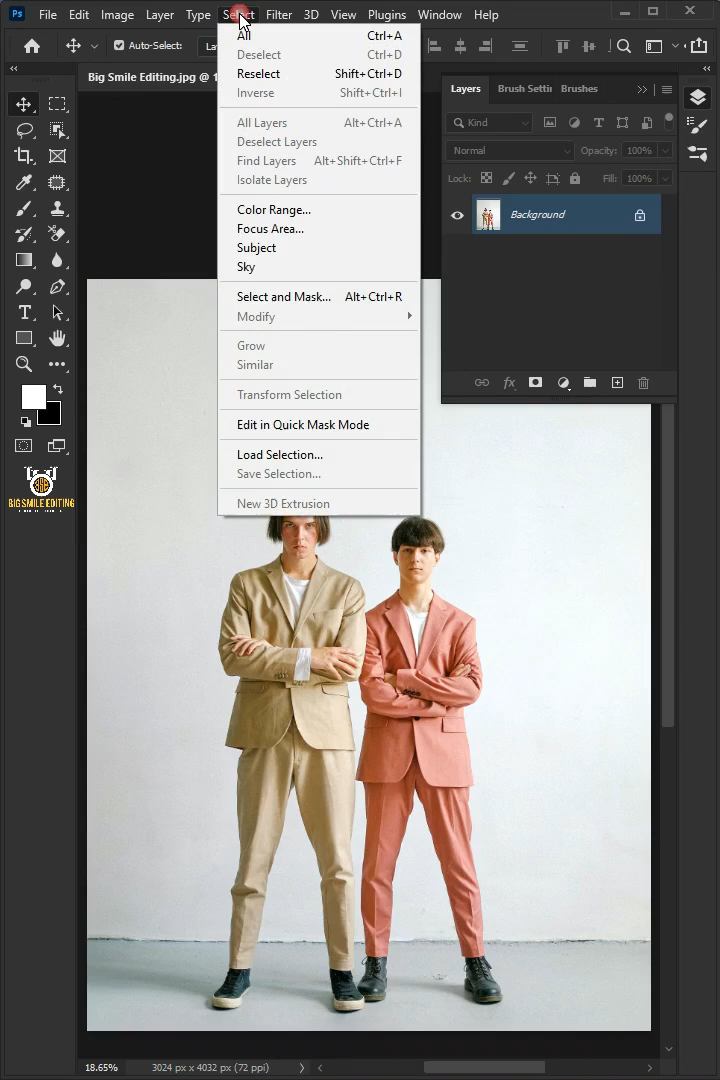 Ps File Edit Image Layer Type Select Filter 3D View Plugins Window Help
Auto-Select: La
Big Smile Editing.jpg @ 1
All Ctrl+A
Deselect Ctrl+D
Reselect Shift+Ctrl+D
Inverse Shift+Ctrl+I
All Layers Alt+Ctrl+A
Deselect Layers
Find Layers Alt+Shift+Ctrl+F
Isolate Layers
Color Range...
Focus Area...
Subject
Sky
Select and Mask... Alt+Ctrl+R
Modify
Grow
Similar
Transform Selection
Edit in Quick Mask Mode
Load Selection...
Save Selection...
New 3D Extrusion
Layers Brush Settin Brushes
Kind
Normal Opacity: 100%
Lock: Fill: 100%
Background
fx
BIG SMILE EDITING
18.65% 3024 px x 4032 px (72 ppi)